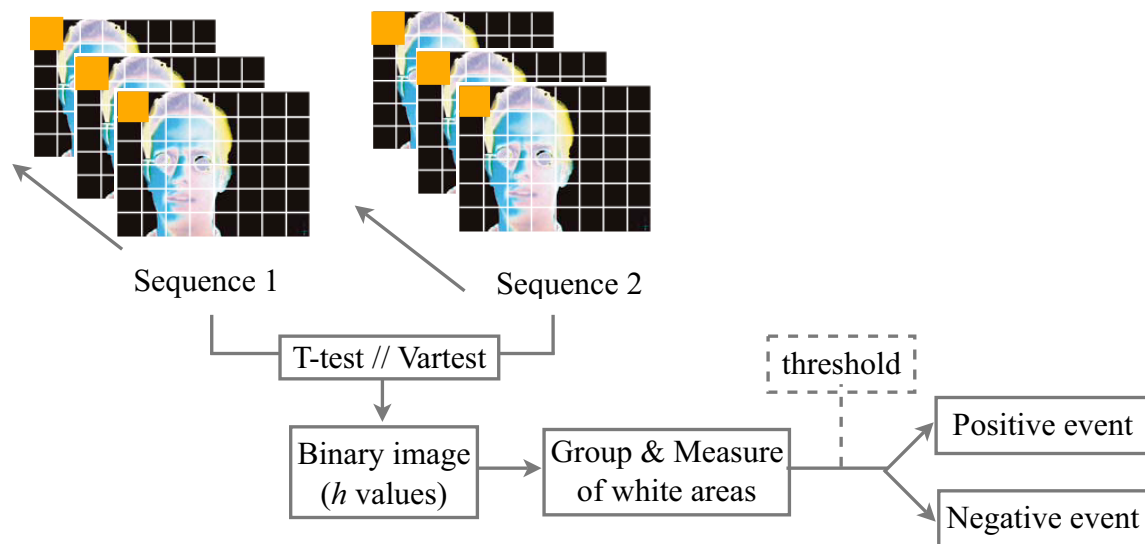 Sequence 1
Sequence 2
T-test // Vartest
threshold
Binary image
(h values)
Group & Measure
of white areas
Positive event
Negative event